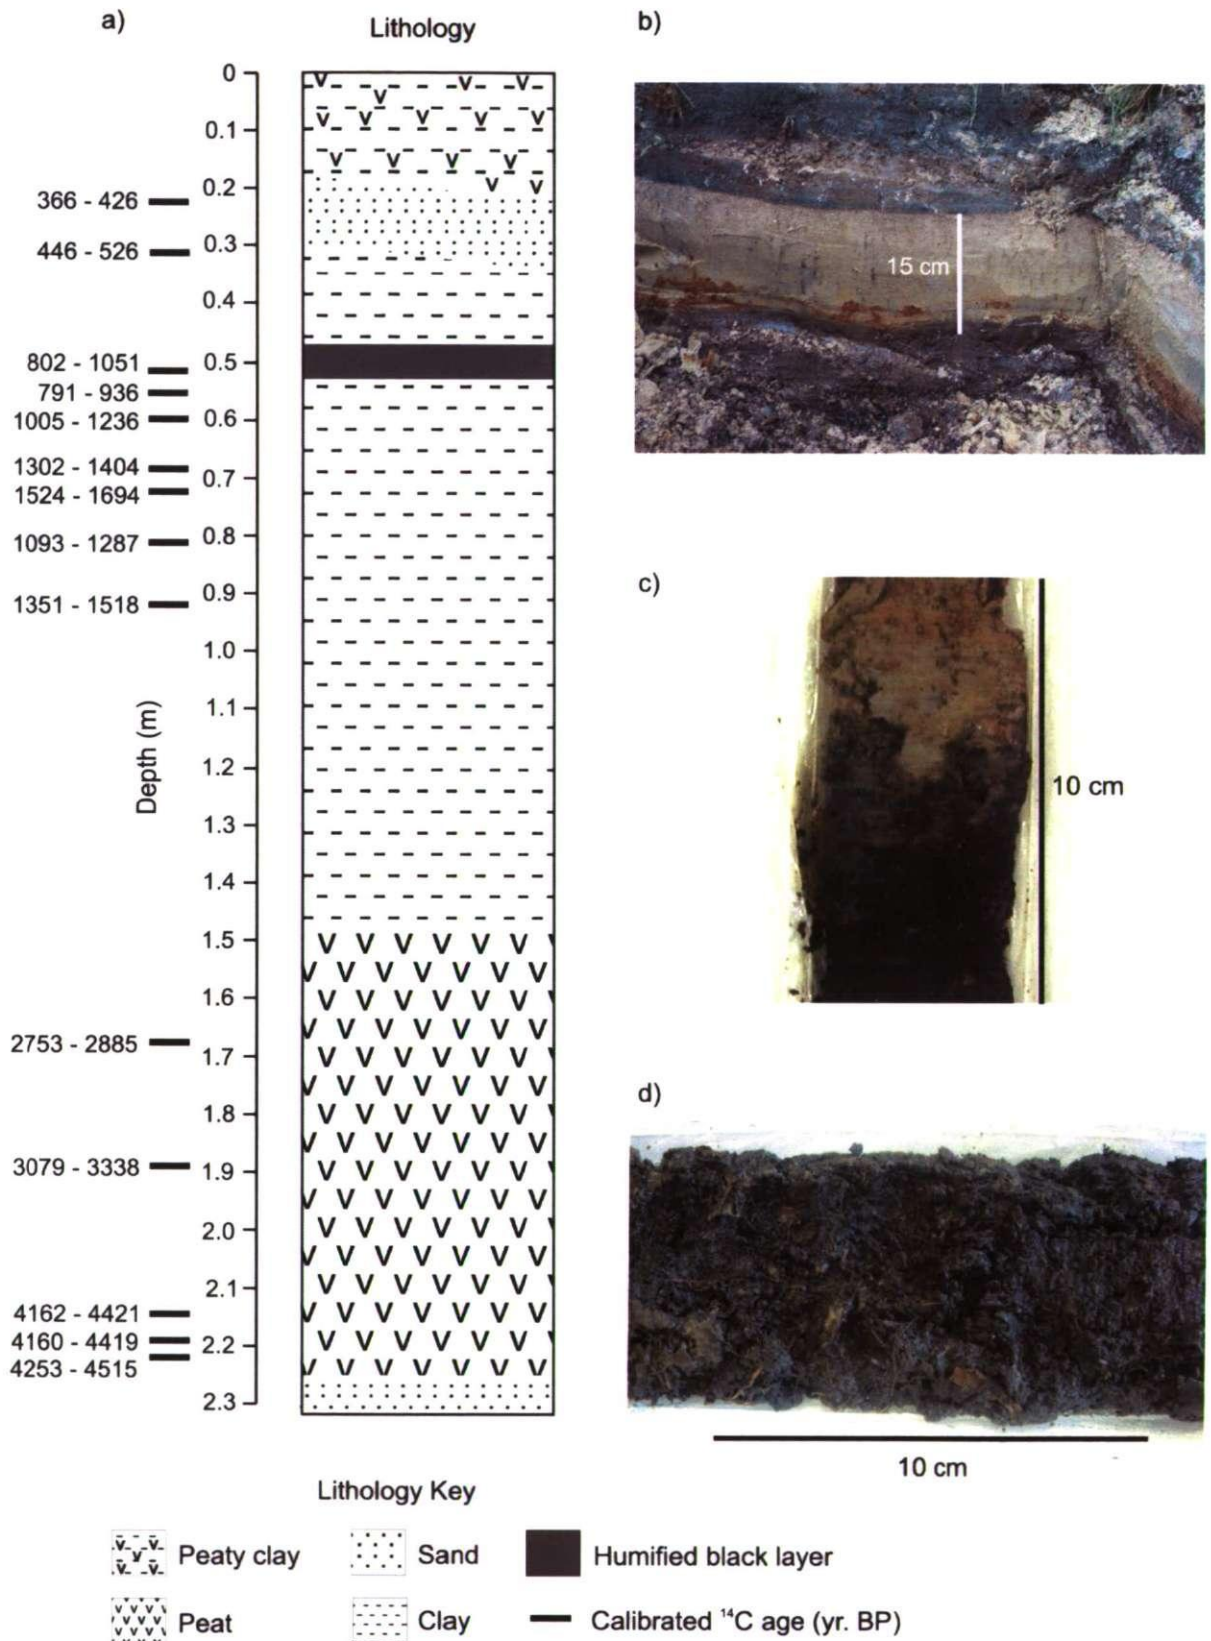 a)
Lithology
0
0.1
0.2
0.3
0.4
0.5
0.6
0.7
0.8
0.9
1.0
1.1
1.2
1.3
1.4
1.5
1.6
1.7
1.8
1.9
2.0
2.1
2.2
2.3
Depth (m)
366 - 426
446 - 526
802 - 1051
791 - 936
1005 - 1236
1302 - 1404
1524 - 1694
1093 - 1287
1351 - 1518
2753 - 2885
3079 - 3338
4162 - 4421
4160 - 4419
4253 - 4515
b)
15 cm
c)
10 cm
d)
10 cm
Lithology Key
Peaty clay
Sand
Humified black layer
Peat
Clay
Calibrated ¹⁴C age (yr. BP)